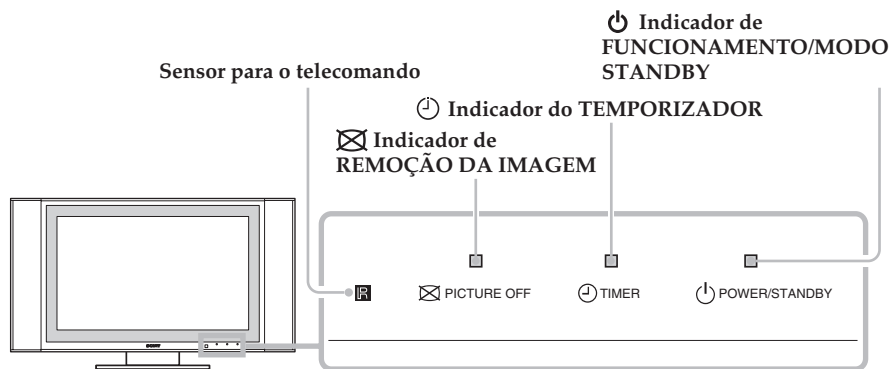 Indicador de
FUNCIONAMENTO/MODO
STANDBY
Sensor para o telecomando
Indicador do TEMPORIZADOR
Indicador de
REMOÇÃO DA IMAGEM
PICTURE OFF
TIMER
POWER/STANDBY
SONY